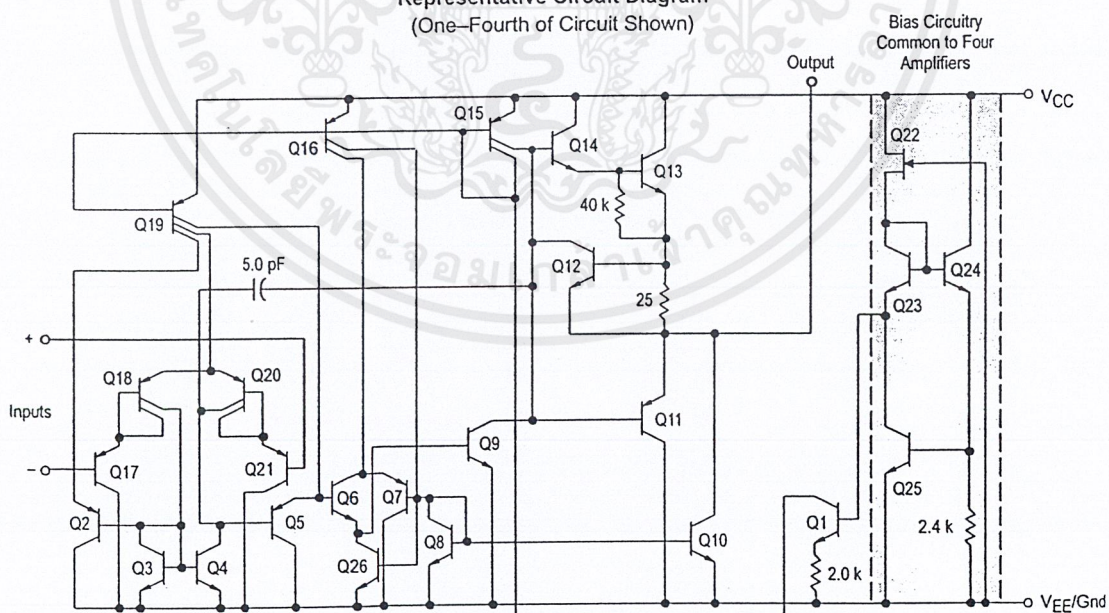 Representative Circuit Diagram
(One–Fourth of Circuit Shown)
Bias Circuitry
Common to Four
Amplifiers
Output
VCC
Q15
Q22
Q16
Q14
Q13
40 k
Q19
5.0 pF
Q12
Q24
25
Q23
+
Q18
Q20
Inputs
Q11
Q9
–
Q17
Q21
Q25
Q2
Q5
Q6
Q7
Q1
2.4 k
Q3
Q4
Q26
Q8
Q10
2.0 k
VEE/Gnd